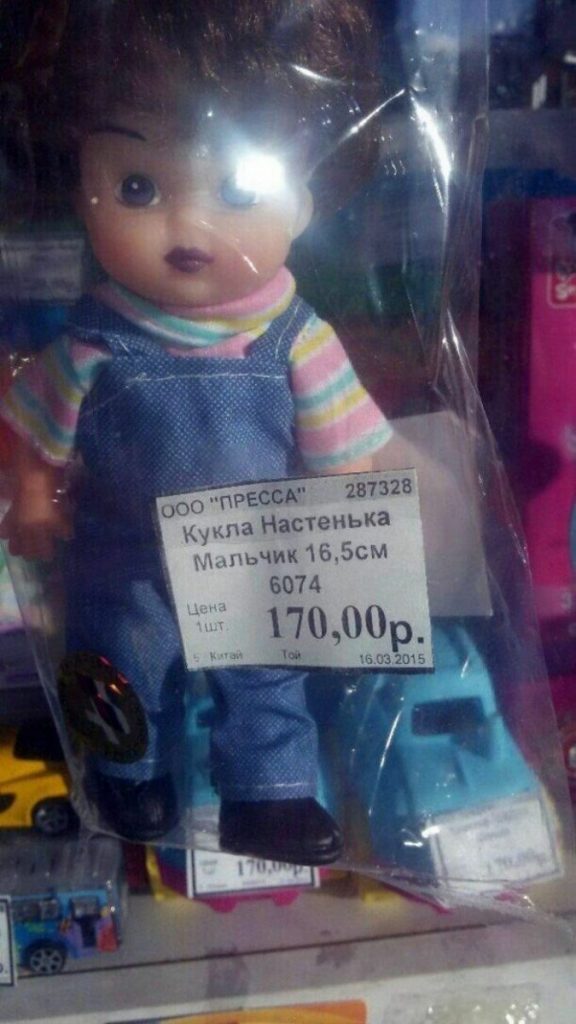 ООО "ПРЕССА" 287328
Кукла Настенька
Мальчик 16,5см
6074
Цена
1шт. 170,00р.
5 Китай Той 16.03.2015
170,00р